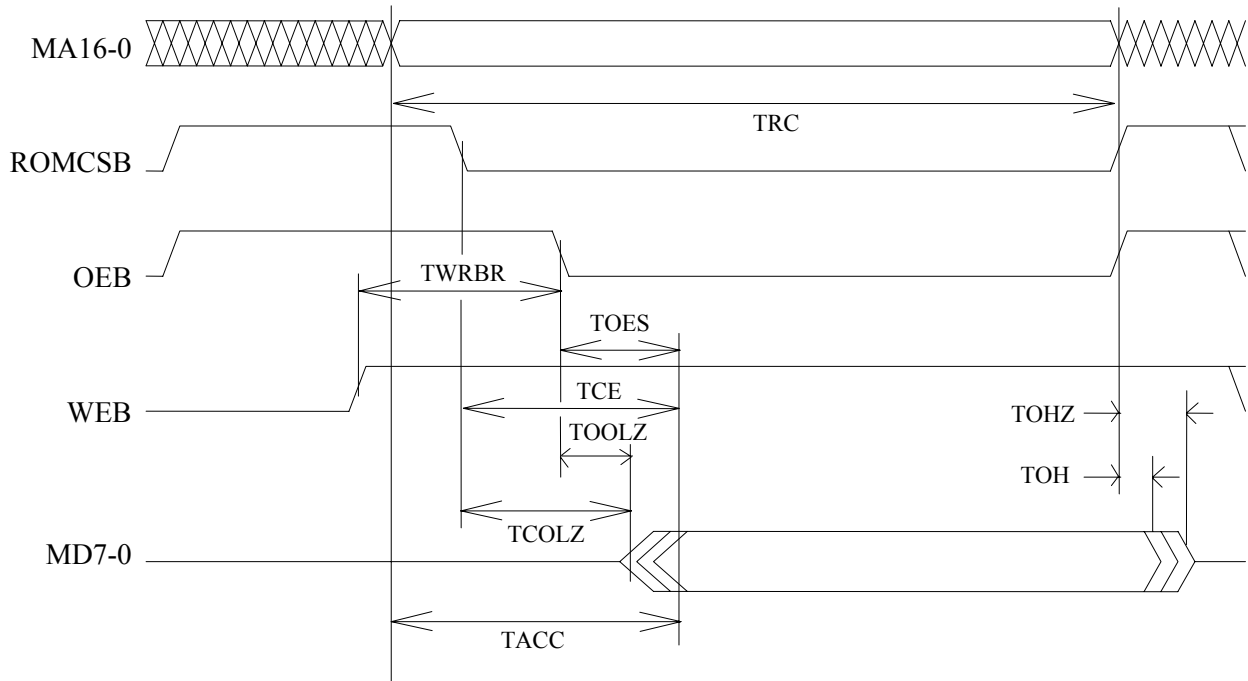 MA16-0
TRC
ROMCSB
OEB
TWRBR
TOES
WEB
TCE
TOHZ
TOOLZ
TOH
TCOLZ
MD7-0
TACC